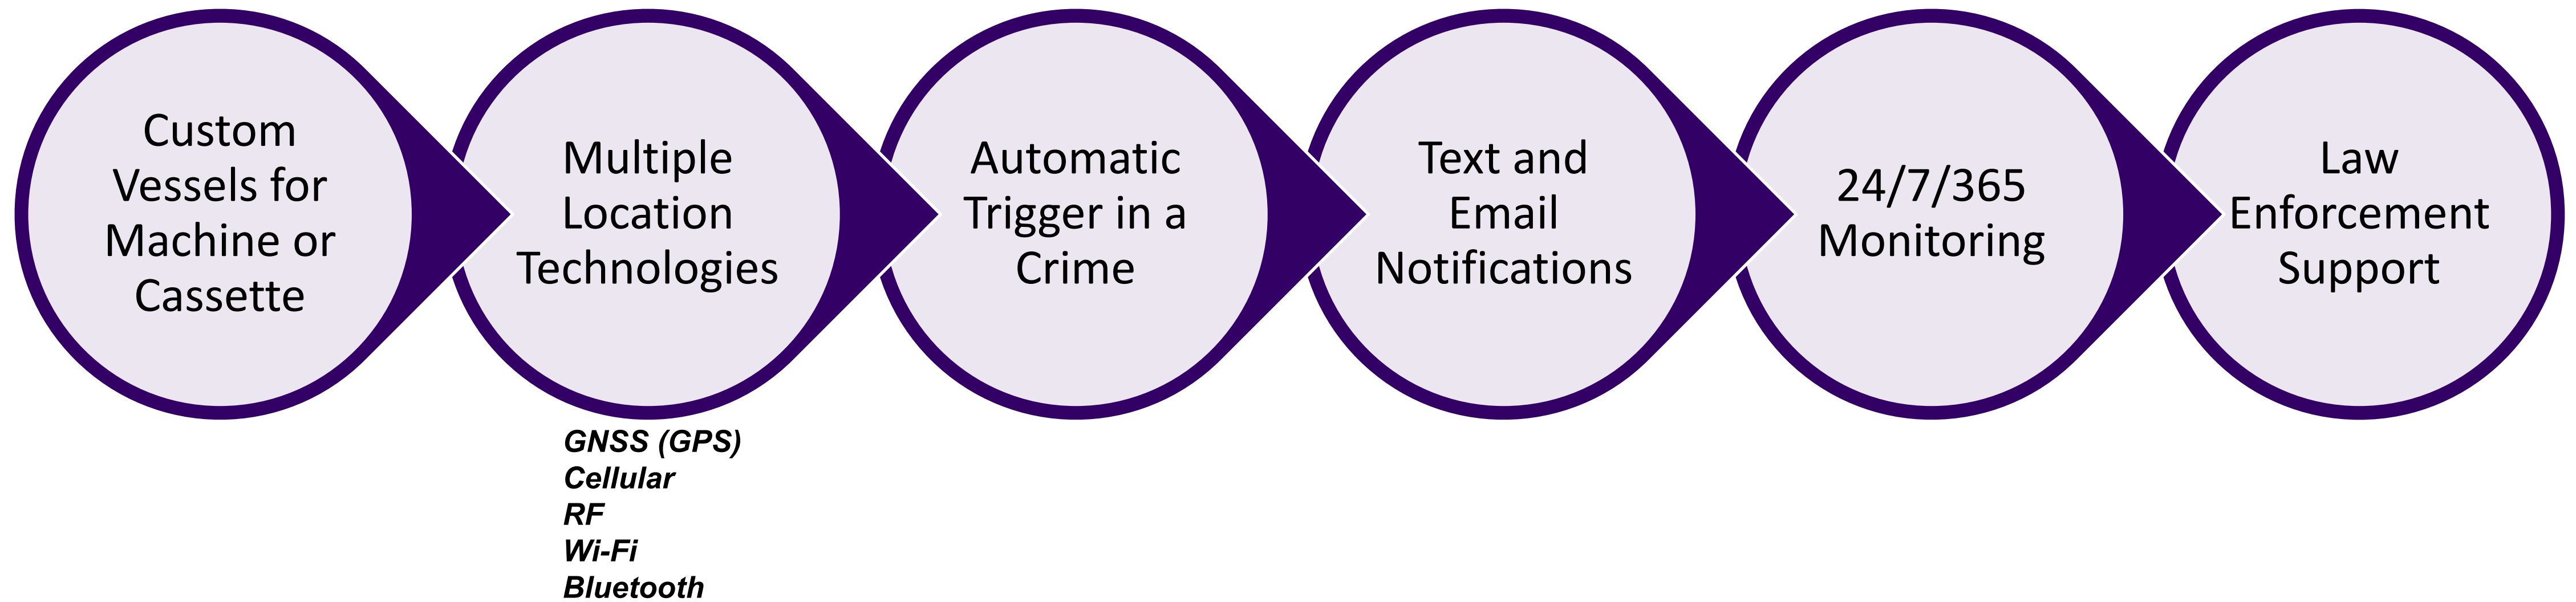 Custom
Vessels for
Machine or
Cassette
Multiple
Location
Technologies
GNSS (GPS)
Cellular
RF
Wi-Fi
Bluetooth
Automatic
Trigger in a
Crime
Text and
Email
Notifications
24/7/365
Monitoring
Law
Enforcement
Support